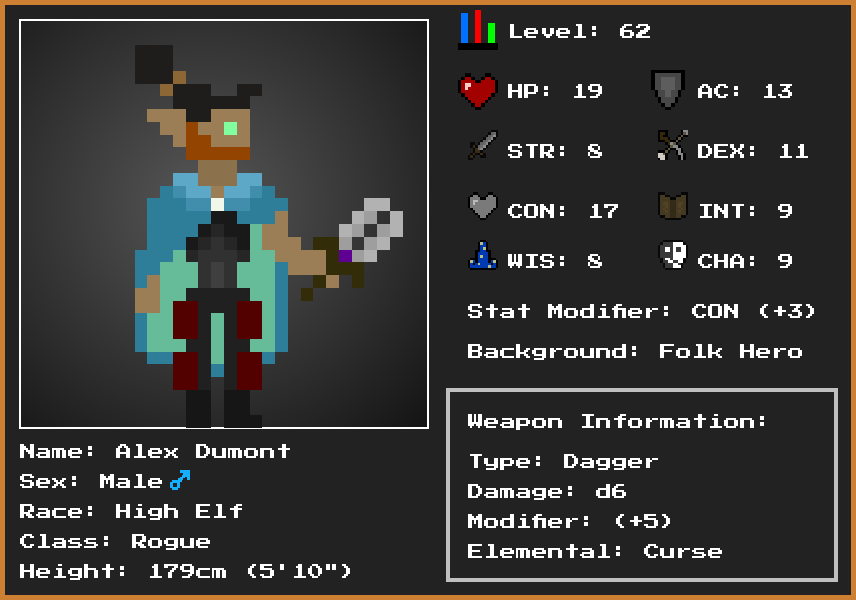 Level: 62
HP: 19
AC: 13
STR: 8
DEX: 11
CON: 17
INT: 9
WIS: 8
CHA: 9
Stat Modifier: CON (+3)
Background: Folk Hero
Name: Alex Dumont
Sex: Male♂
Race: High Elf
Class: Rogue
Height: 179cm (5'10")
Weapon Information:
Type: Dagger
Damage: d6
Modifier: (+5)
Elemental: Curse